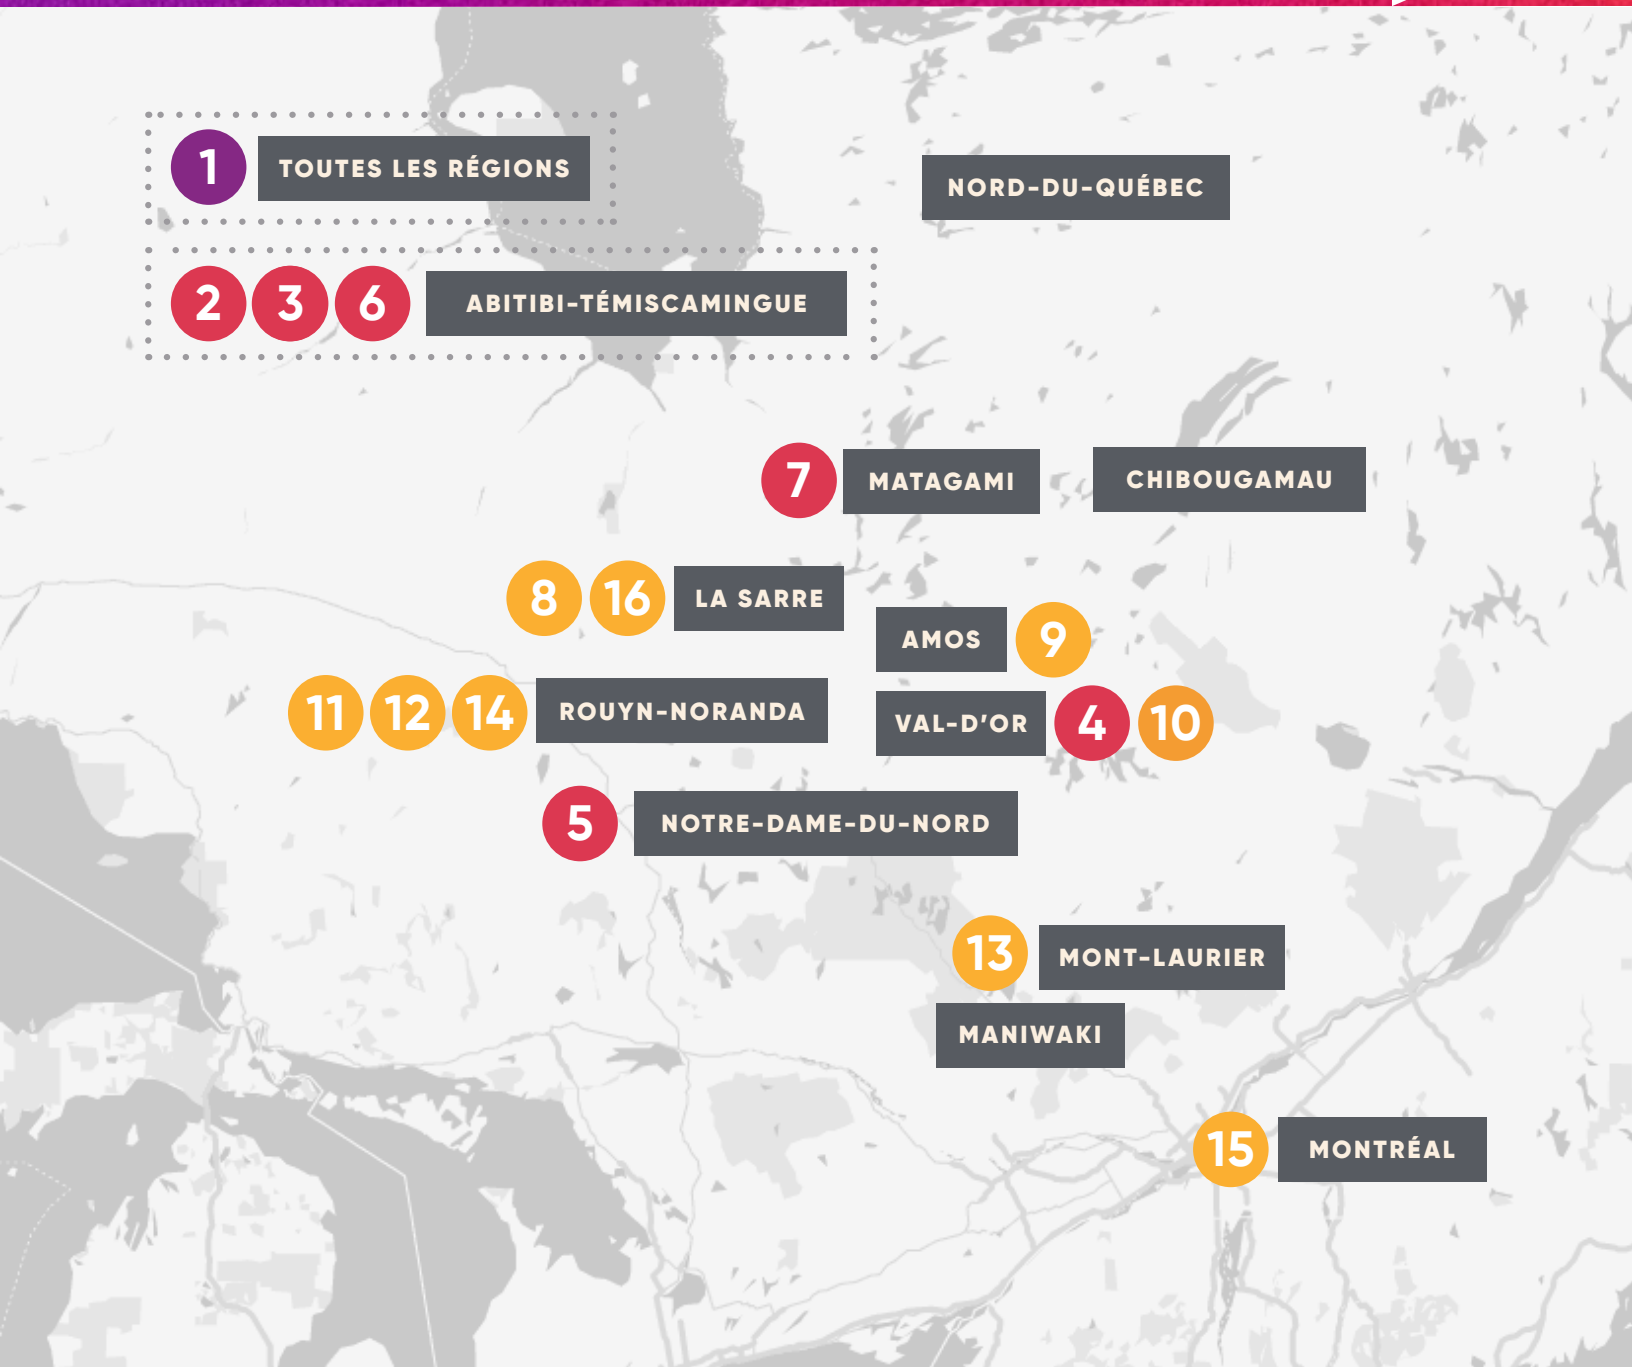 1 TOUTES LES RÉGIONS
NORD-DU-QUÉBEC
2 3 6 ABITIBI-TÉMISCAMINGUE
7 MATAGAMI
CHIBOUGAMAU
8 16 LA SARRE
AMOS 9
11 12 14 ROUYN-NORANDA
VAL-D'OR 4 10
5 NOTRE-DAME-DU-NORD
13 MONT-LAURIER
MANIWAKI
15 MONTRÉAL